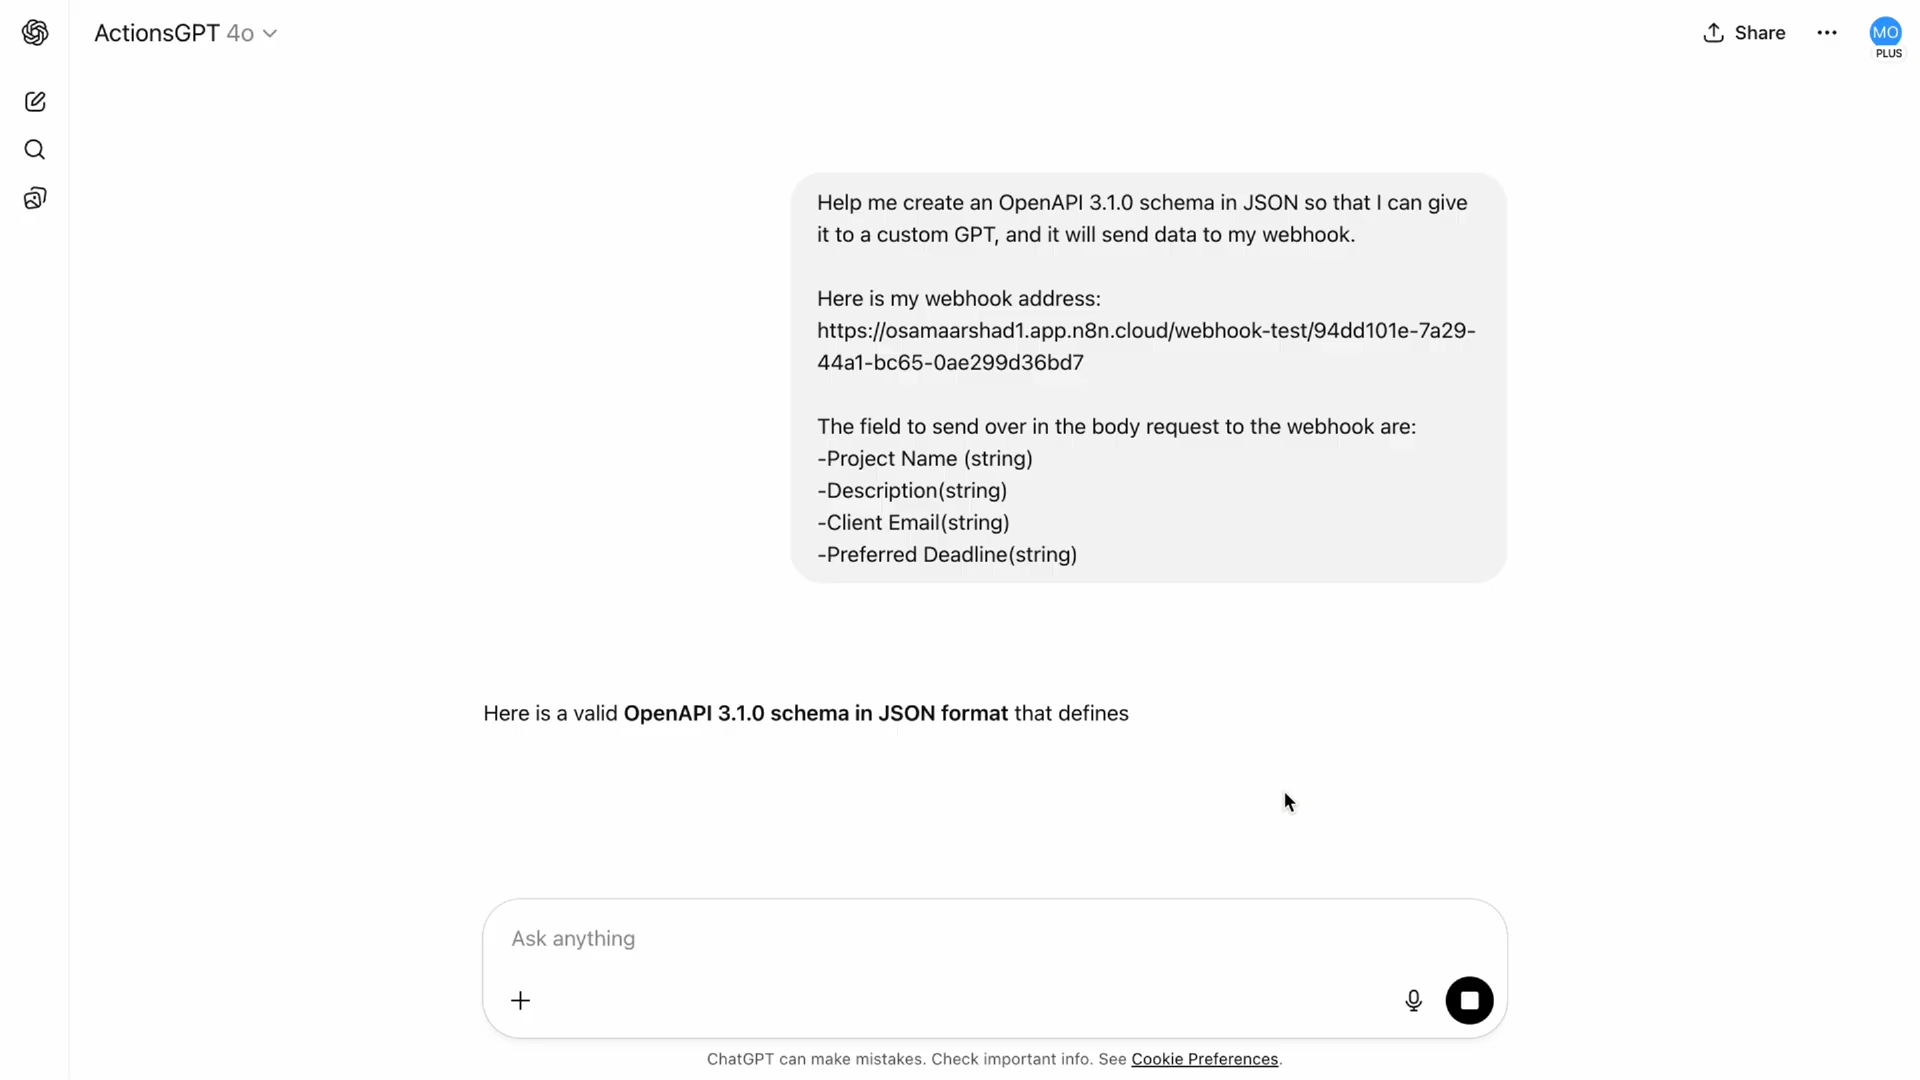 ActionsGPT 4o
Share
MO
PLUS
Help me create an OpenAPI 3.1.0 schema in JSON so that I can give
it to a custom GPT, and it will send data to my webhook.
Here is my webhook address:
https://osamaarshad1.app.n8n.cloud/webhook-test/94dd101e-7a29-
44a1-bc65-0ae299d36bd7
The field to send over in the body request to the webhook are:
-Project Name (string)
-Description(string)
-Client Email(string)
-Preferred Deadline(string)
Here is a valid OpenAPI 3.1.0 schema in JSON format that defines
Ask anything
ChatGPT can make mistakes. Check important info. See Cookie Preferences.